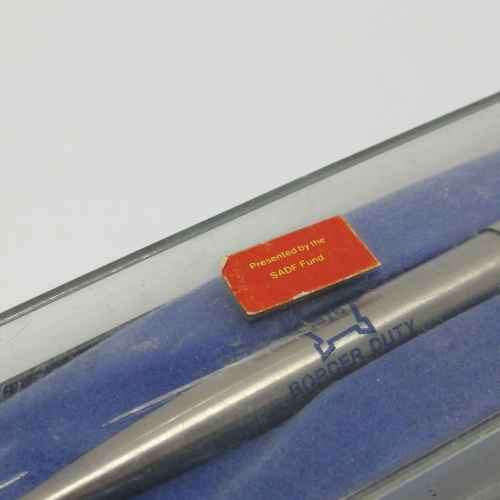 Presented by the
SADF Fund
BORDER DUTY